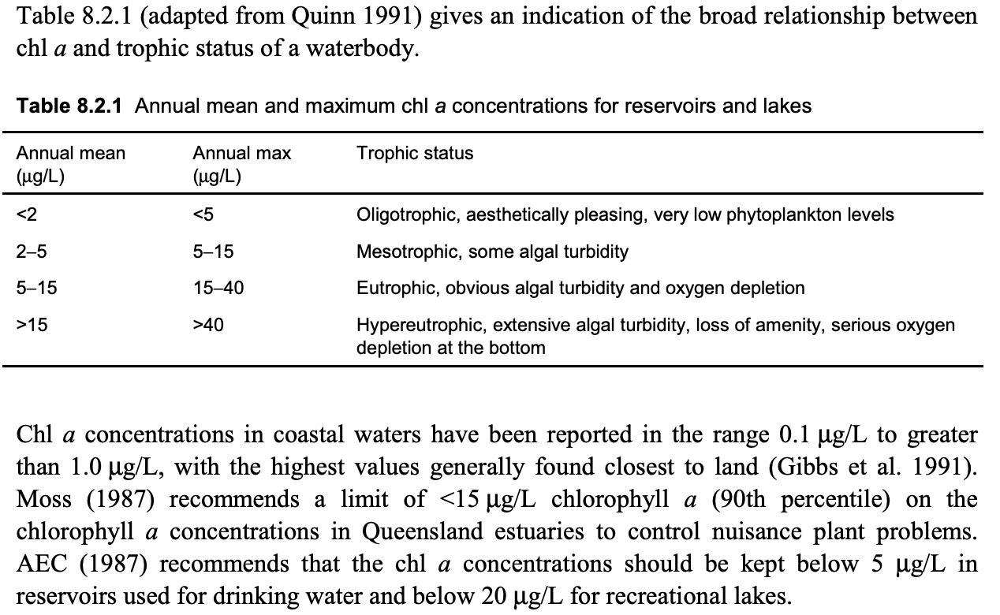 Table 8.2.1 (adapted from Quinn 1991) gives an indication of the broad relationship between
chl a and trophic status of a waterbody.
Table 8.2.1 Annual mean and maximum chl a concentrations for reservoirs and lakes
Annual mean (µg/L) Annual max (µg/L) Trophic status
<2 <5 Oligotrophic, aesthetically pleasing, very low phytoplankton levels
2–5 5–15 Mesotrophic, some algal turbidity
5–15 15–40 Eutrophic, obvious algal turbidity and oxygen depletion
>15 >40 Hypereutrophic, extensive algal turbidity, loss of amenity, serious oxygen
depletion at the bottom
Chl a concentrations in coastal waters have been reported in the range 0.1 µg/L to greater
than 1.0 µg/L, with the highest values generally found closest to land (Gibbs et al. 1991).
Moss (1987) recommends a limit of <15 µg/L chlorophyll a (90th percentile) on the
chlorophyll a concentrations in Queensland estuaries to control nuisance plant problems.
AEC (1987) recommends that the chl a concentrations should be kept below 5 µg/L in
reservoirs used for drinking water and below 20 µg/L for recreational lakes.